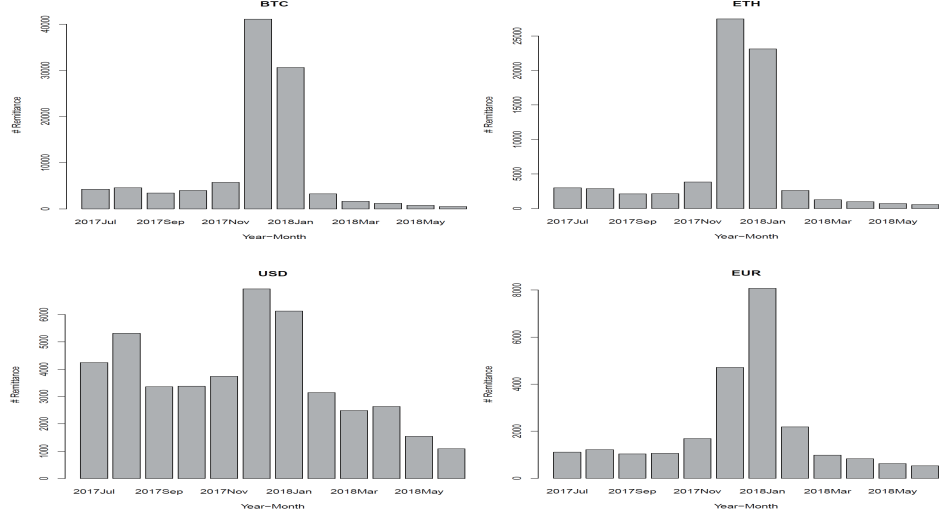 BTC
# Remittance
40000
30000
20000
10000
0
2017Jul 2017Sep 2017Nov 2018Jan 2018Mar 2018May
Year−Month
ETH
# Remittance
25000
20000
15000
10000
5000
0
2017Jul 2017Sep 2017Nov 2018Jan 2018Mar 2018May
Year−Month
USD
# Remittance
6000
5000
4000
3000
2000
1000
0
2017Jul 2017Sep 2017Nov 2018Jan 2018Mar 2018May
Year−Month
EUR
# Remittance
8000
6000
4000
2000
0
2017Jul 2017Sep 2017Nov 2018Jan 2018Mar 2018May
Year−Month